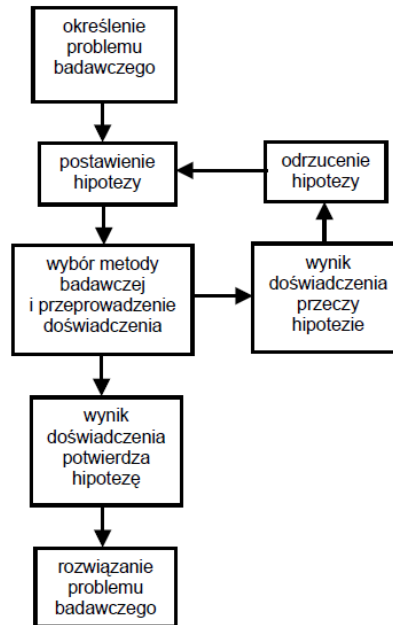 określenie
problemu
badawczego
postawienie
hipotezy
odrzucenie
hipotezy
wybór metody
badawczej
i przeprowadzenie
doświadczenia
wynik
doświadczenia
przeczy
hipotezie
wynik
doświadczenia
potwierdza
hipotezę
rozwiązanie
problemu
badawczego